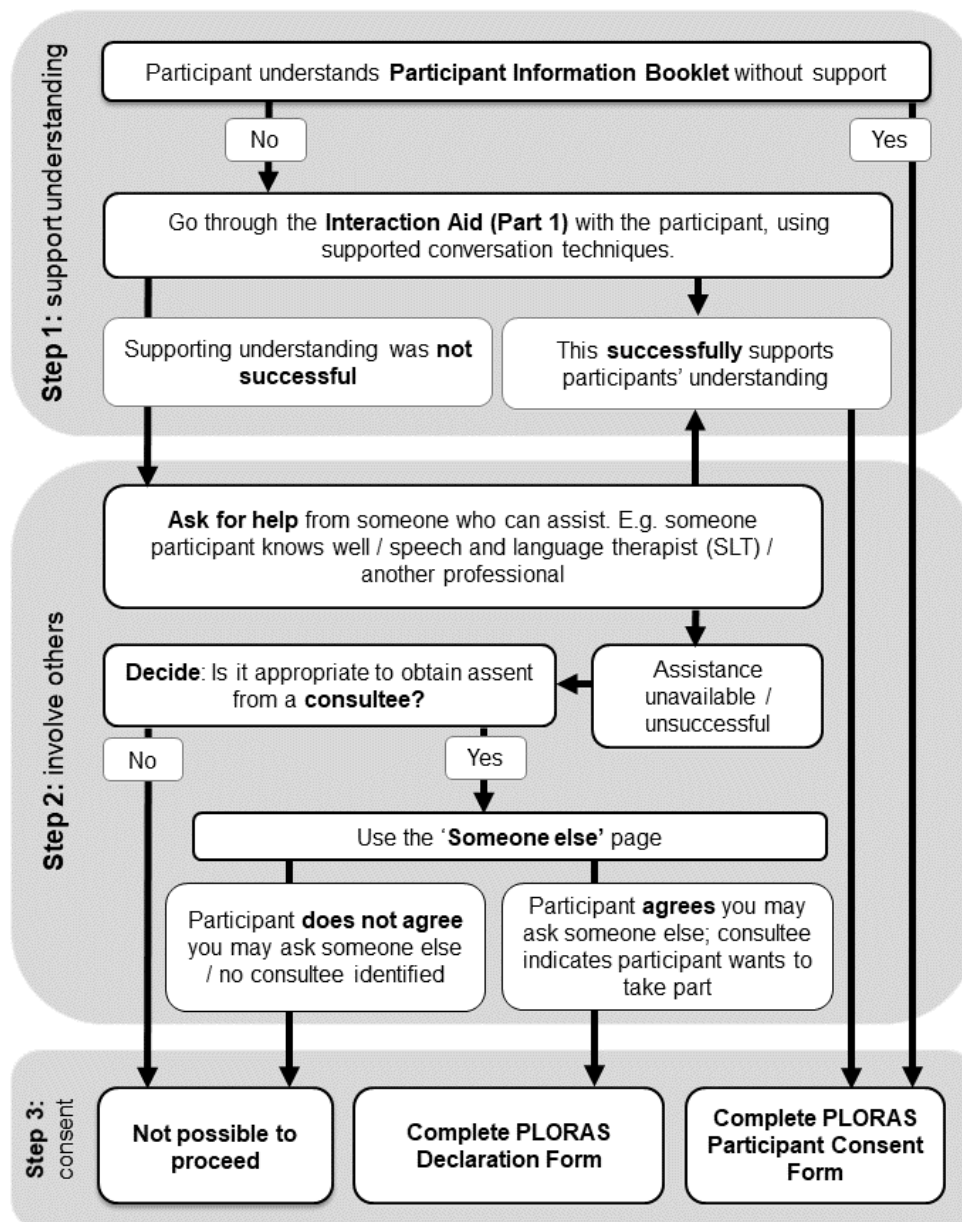 Step 1: support understanding
Participant understands Participant Information Booklet without support
No
Yes
Go through the Interaction Aid (Part 1) with the participant, using
supported conversation techniques.
Supporting understanding was not
successful
This successfully supports
participants’ understanding
Step 2: involve others
Ask for help from someone who can assist. E.g. someone
participant knows well / speech and language therapist (SLT) /
another professional
Decide: Is it appropriate to obtain assent
from a consultee?
Assistance
unavailable /
unsuccessful
No
Yes
Use the ‘Someone else’ page
Participant does not agree
you may ask someone else
/ no consultee identified
Participant agrees you may
ask someone else; consultee
indicates participant wants to
take part
Step 3:
consent
Not possible to
proceed
Complete PLORAS
Declaration Form
Complete PLORAS
Participant Consent
Form